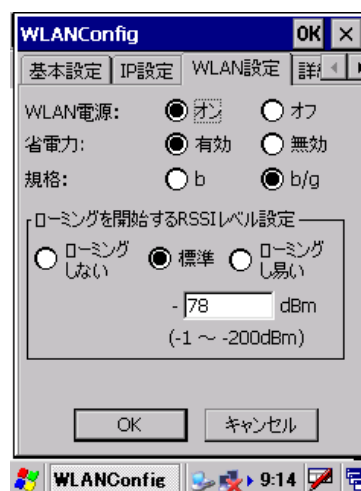 WLANConfig OK ×
基本設定 IP設定 WLAN設定
WLAN電源: オン オフ
省電力: 有効 無効
規格: b b/g
ローミングを開始するRSSIレベル設定
ローミングしない 標準 ローミングし易い
- 78 dBm
(-1 ～ -200dBm)
OK キャンセル
WLANConfig 9:14